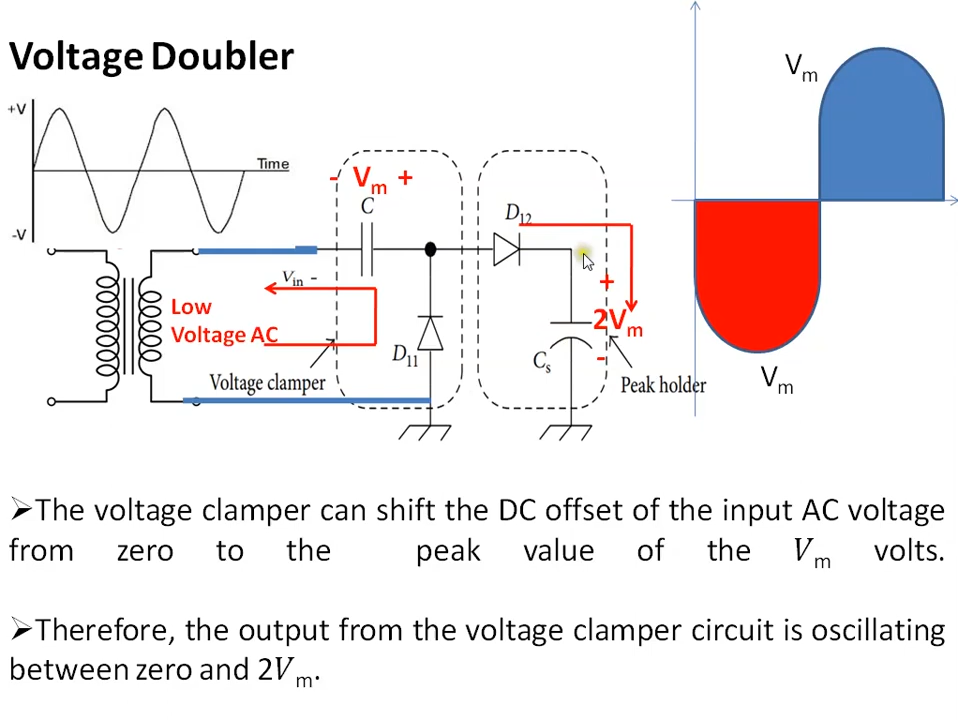 Voltage Doubler
+V
Time
-V
- Vm +
C
D12
Vin -
Low
Voltage AC
D11
Voltage clamper
+
2Vm
-
Cs
Peak holder
Vm
Vm
➢The voltage clamper can shift the DC offset of the input AC voltage
from zero to the peak value of the Vm volts.
➢Therefore, the output from the voltage clamper circuit is oscillating
between zero and 2Vm.